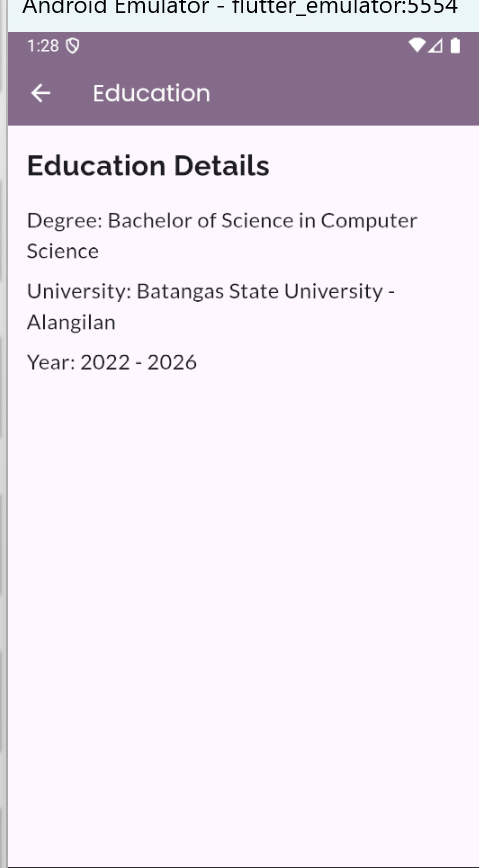 Android Emulator - flutter_emulator:5554
1:28
Education
Education Details
Degree: Bachelor of Science in Computer
Science
University: Batangas State University -
Alangilan
Year: 2022 - 2026